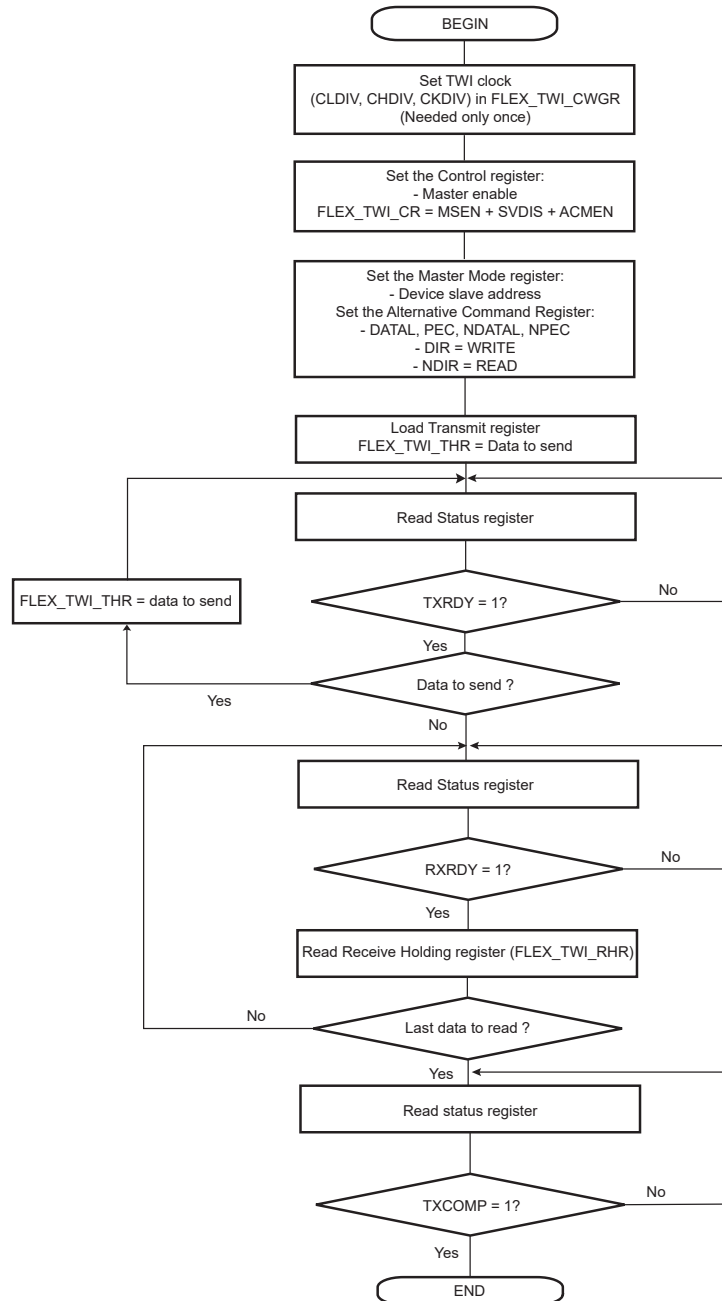 BEGIN
Set TWI clock
(CLDIV, CHDIV, CKDIV) in FLEX_TWI_CWGR
(Needed only once)
Set the Control register:
- Master enable
FLEX_TWI_CR = MSEN + SVDIS + ACMEN
Set the Master Mode register:
- Device slave address
Set the Alternative Command Register:
- DATAL, PEC, NDATAL, NPEC
- DIR = WRITE
- NDIR = READ
Load Transmit register
FLEX_TWI_THR = Data to send
Read Status register
FLEX_TWI_THR = data to send
TXRDY = 1?
No
Yes
Data to send ?
Yes
No
Read Status register
RXRDY = 1?
No
Yes
Read Receive Holding register (FLEX_TWI_RHR)
No
Last data to read ?
Yes
Read status register
TXCOMP = 1?
No
Yes
END